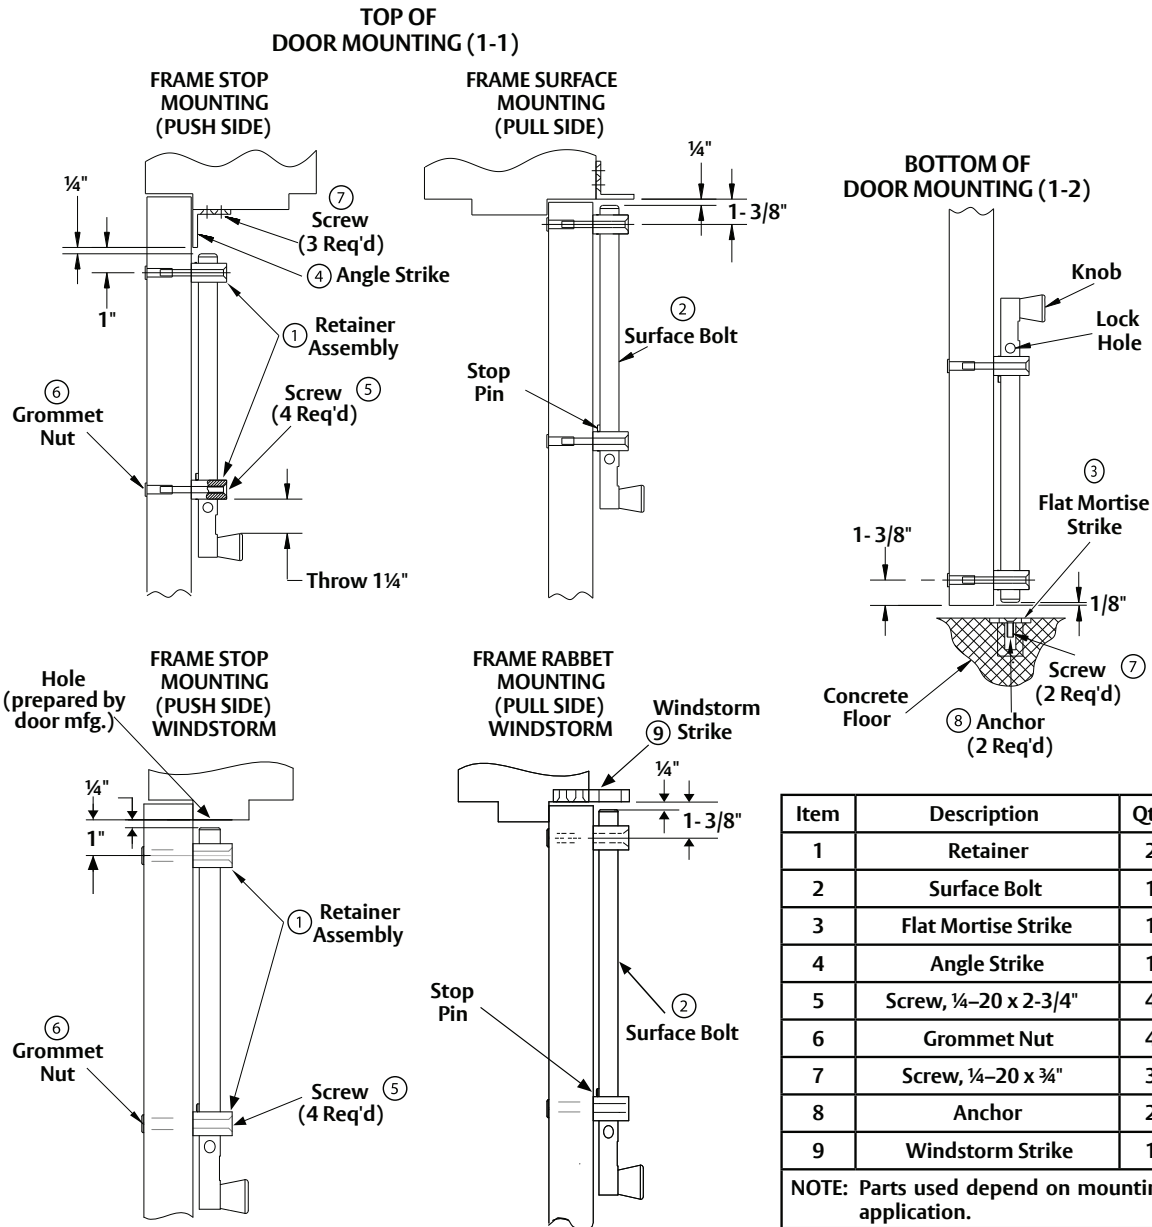 TOP OF
DOOR MOUNTING (1-1)
FRAME STOP
MOUNTING
(PUSH SIDE)
¼"
7
Screw
(3 Req'd)
4 Angle Strike
1"
1 Retainer
Assembly
6
Grommet
Nut
Screw 5
(4 Req'd)
Throw 1¼"
FRAME SURFACE
MOUNTING
(PULL SIDE)
¼"
1- 3/8"
2
Surface Bolt
Stop
Pin
BOTTOM OF
DOOR MOUNTING (1-2)
Knob
Lock
Hole
3
Flat Mortise
Strike
1- 3/8"
1/8"
Screw 7
(2 Req'd)
Concrete
Floor
8 Anchor
(2 Req'd)
FRAME STOP
MOUNTING
(PUSH SIDE)
WINDSTORM
Hole
(prepared by
door mfg.)
¼"
1"
1 Retainer
Assembly
6
Grommet
Nut
Screw 5
(4 Req'd)
FRAME RABBET
MOUNTING
(PULL SIDE)
WINDSTORM
Windstorm
9 Strike
¼"
1- 3/8"
Stop
Pin
2
Surface Bolt
Item Description Qt
1 Retainer 2
2 Surface Bolt 1
3 Flat Mortise Strike 1
4 Angle Strike 1
5 Screw, ¼–20 x 2-3/4" 4
6 Grommet Nut 4
7 Screw, ¼–20 x ¾" 3
8 Anchor 2
9 Windstorm Strike 1
NOTE: Parts used depend on mountin
application.